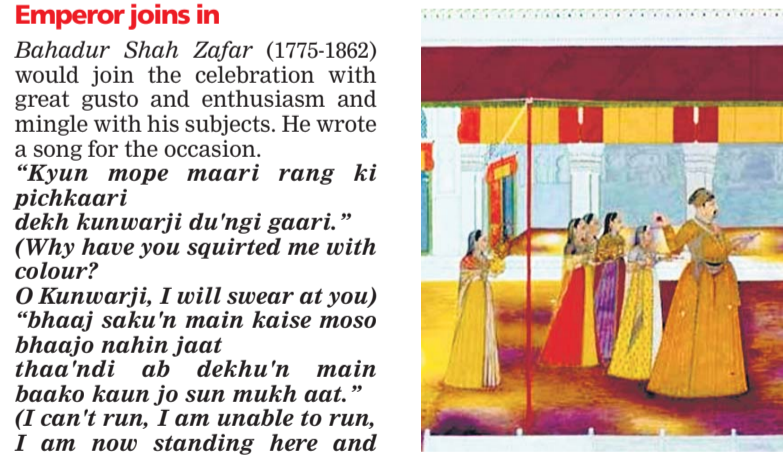 Emperor joins in
Bahadur Shah Zafar (1775-1862)
would join the celebration with
great gusto and enthusiasm and
mingle with his subjects. He wrote
a song for the occasion.
“Kyun mope maari rang ki
pichkaari
dekh kunwarji du'ngi gaari.”
(Why have you squirted me with
colour?
O Kunwarji, I will swear at you)
“bhaaj saku'n main kaise moso
bhaajo nahin jaat
thaa'ndi ab dekhu'n main
baako kaun jo sun mukh aat.”
(I can't run, I am unable to run,
I am now standing here and